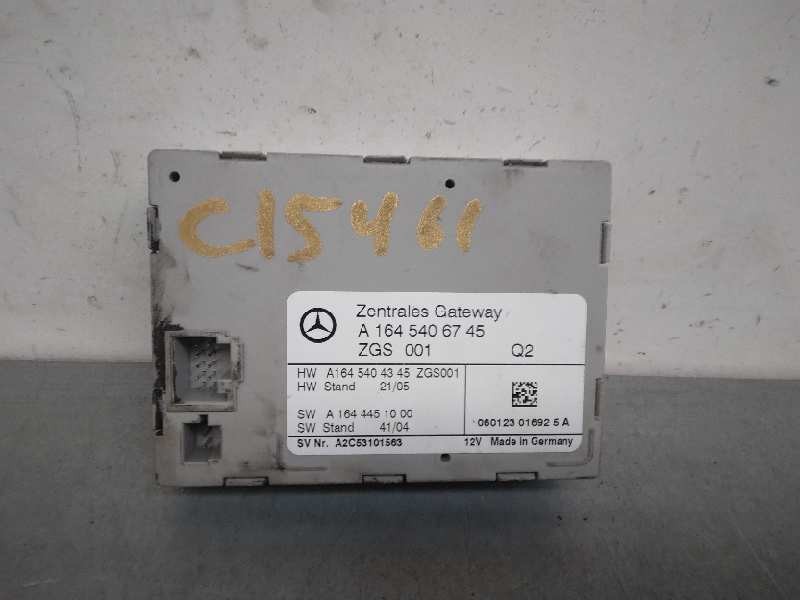 C15461
Zentrales Gateway
A 164 540 67 45
ZGS 001 Q2
HW A164 540 43 45 ZGS001
HW Stand 21/05
SW A 164 445 10 00
SW Stand 41/04
060123 01692 5 A
SV Nr. A2C53101563 12V Made in Germany